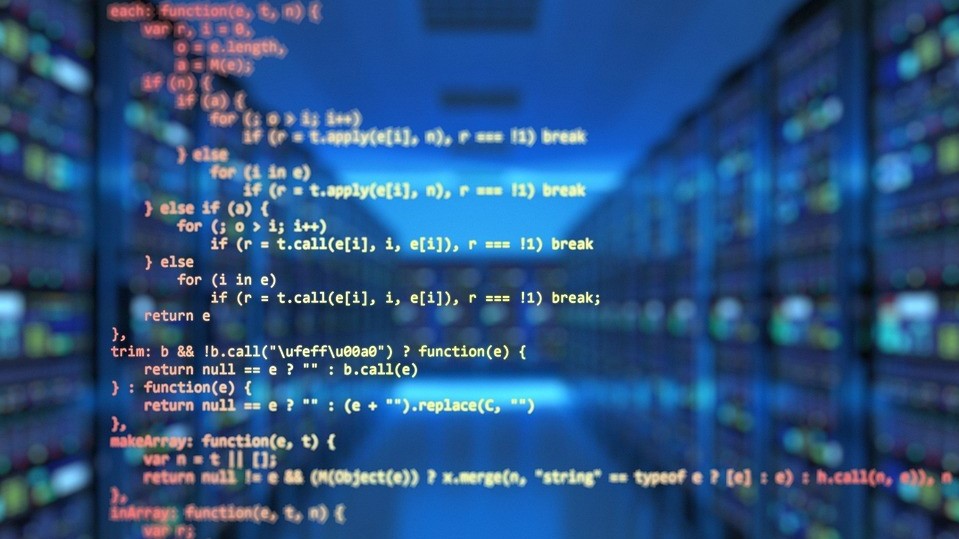 each: function(e, t, n) {
var r, i = 0,
o = e.length,
a = M(e);
if (n) {
if (a) {
for (; o > i; i++)
if (r = t.apply(e[i], n), r === !1) break
} else
for (i in e)
if (r = t.apply(e[i], n), r === !1) break
} else if (a) {
for (; o > i; i++)
if (r = t.call(e[i], i, e[i]), r === !1) break
} else
for (i in e)
if (r = t.call(e[i], i, e[i]), r === !1) break;
return e
},
trim: b && !b.call("\ufeff\u00a0") ? function(e) {
return null == e ? "" : b.call(e)
} : function(e) {
return null == e ? "" : (e + "").replace(C, "")
},
makeArray: function(e, t) {
var n = t || [];
return null != e && (M(Object(e)) ? x.merge(n, "string" == typeof e ? [e] : e) : h.call(n, e)), n
},
inArray: function(e, t, n) {
var r;